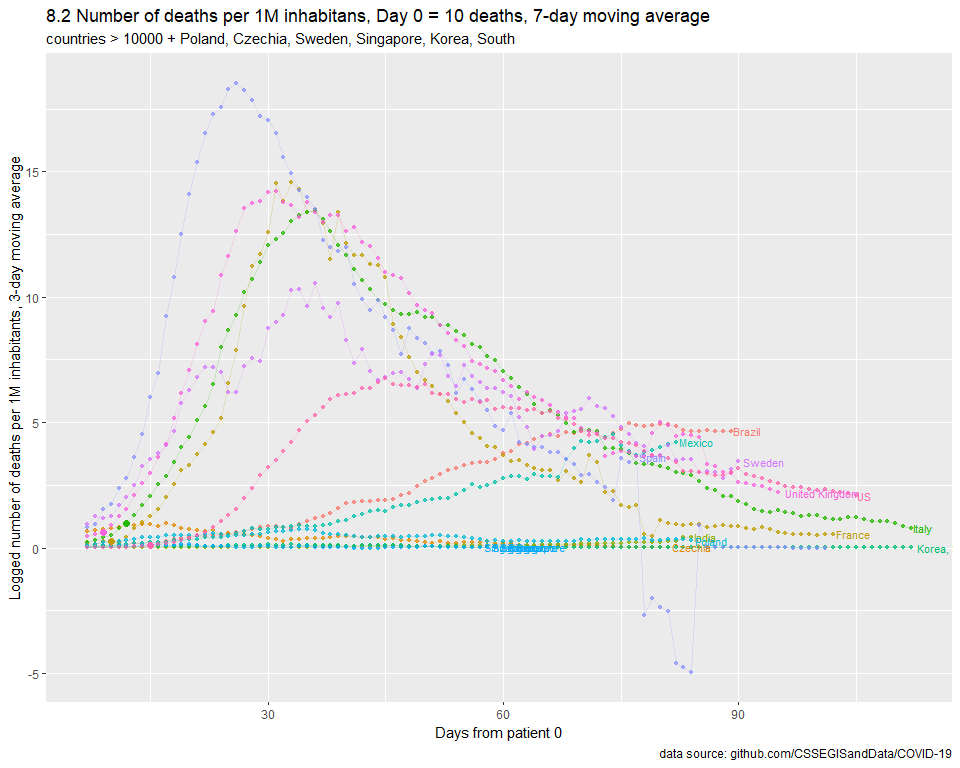 8.2 Number of deaths per 1M inhabitans, Day 0 = 10 deaths, 7-day moving average
countries > 10000 + Poland, Czechia, Sweden, Singapore, Korea, South
Logged number of deaths per 1M inhabitants, 3-day moving average
15
10
5
0
-5
Brazil
Mexico
Spain
Sweden
United Kingdom
US
Italy
France
India
Poland
Czechia
Korea,
30
60
90
Days from patient 0
data source: github.com/CSSEGISandData/COVID-19